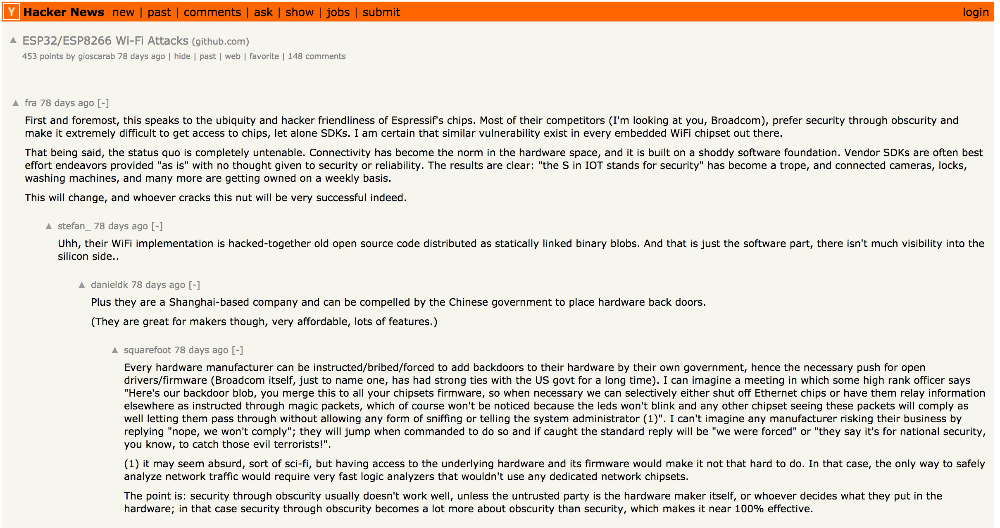 Y Hacker News new | past | comments | ask | show | jobs | submit login
▲ ESP32/ESP8266 Wi-Fi Attacks (github.com)
453 points by gioscarab 78 days ago | hide | past | web | favorite | 148 comments
▲ fra 78 days ago [-]
First and foremost, this speaks to the ubiquity and hacker friendliness of Espressif's chips. Most of their competitors (I'm looking at you, Broadcom), prefer security through obscurity and
make it extremely difficult to get access to chips, let alone SDKs. I am certain that similar vulnerability exist in every embedded WiFi chipset out there.
That being said, the status quo is completely untenable. Connectivity has become the norm in the hardware space, and it is built on a shoddy software foundation. Vendor SDKs are often best
effort endeavors provided "as is" with no thought given to security or reliability. The results are clear: "the S in IOT stands for security" has become a trope, and connected cameras, locks,
washing machines, and many more are getting owned on a weekly basis.
This will change, and whoever cracks this nut will be very successful indeed.
▲ stefan_ 78 days ago [-]
Uhh, their WiFi implementation is hacked-together old open source code distributed as statically linked binary blobs. And that is just the software part, there isn't much visibility into the
silicon side..
▲ danieldk 78 days ago [-]
Plus they are a Shanghai-based company and can be compelled by the Chinese government to place hardware back doors.
(They are great for makers though, very affordable, lots of features.)
▲ squarefoot 78 days ago [-]
Every hardware manufacturer can be instructed/bribed/forced to add backdoors to their hardware by their own government, hence the necessary push for open
drivers/firmware (Broadcom itself, just to name one, has had strong ties with the US govt for a long time). I can imagine a meeting in which some high rank officer says
"Here's our backdoor blob, you merge this to all your chipsets firmware, so when necessary we can selectively either shut off Ethernet chips or have them relay information
elsewhere as instructed through magic packets, which of course won't be noticed because the leds won't blink and any other chipset seeing these packets will comply as
well letting them pass through without allowing any form of sniffing or telling the system administrator (1)". I can't imagine any manufacturer risking their business by
replying "nope, we won't comply"; they will jump when commanded to do so and if caught the standard reply will be "we were forced" or "they say it's for national security,
you know, to catch those evil terrorists!".
(1) it may seem absurd, sort of sci-fi, but having access to the underlying hardware and its firmware would make it not that hard to do. In that case, the only way to safely
analyze network traffic would require very fast logic analyzers that wouldn't use any dedicated network chipsets.
The point is: security through obscurity usually doesn't work well, unless the untrusted party is the hardware maker itself, or whoever decides what they put in the
hardware; in that case security through obscurity becomes a lot more about obscurity than security, which makes it near 100% effective.